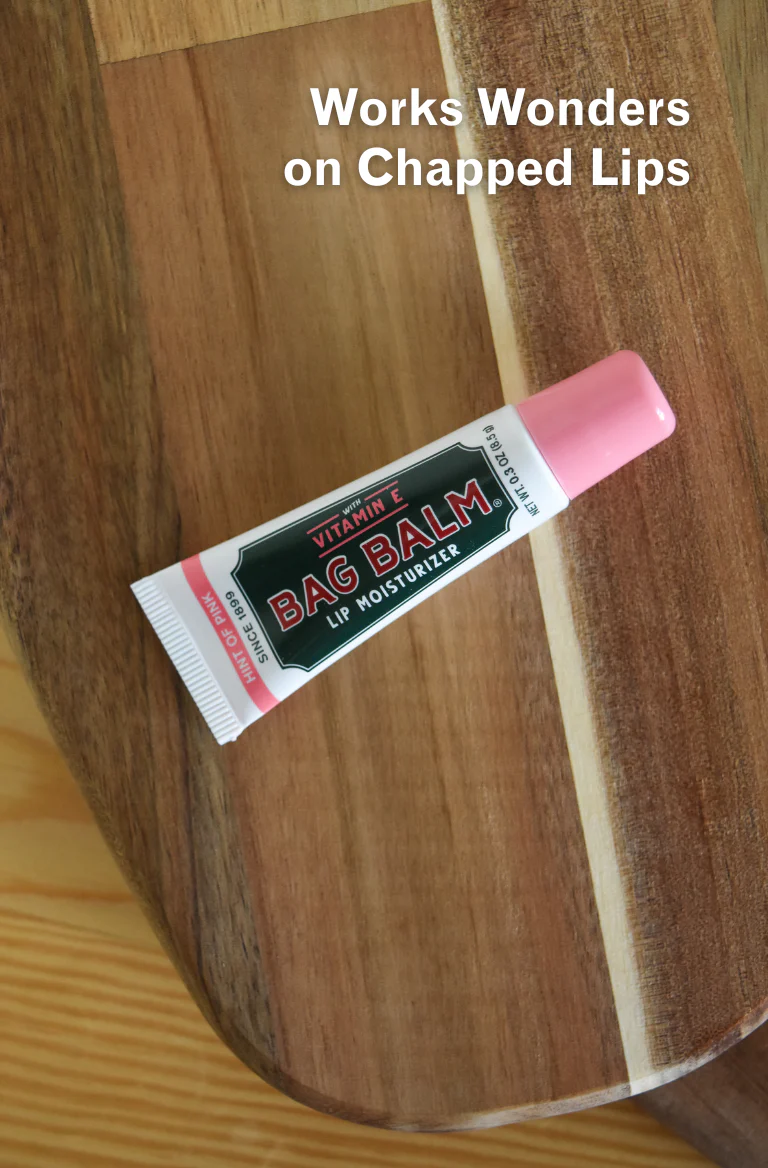 Works Wonders
on Chapped Lips
WITH
VITAMIN E
BAG BALM®
LIP MOISTURIZER
NET WT. 0.3 OZ (8.5 g)
SINCE 1899
HINT OF PINK